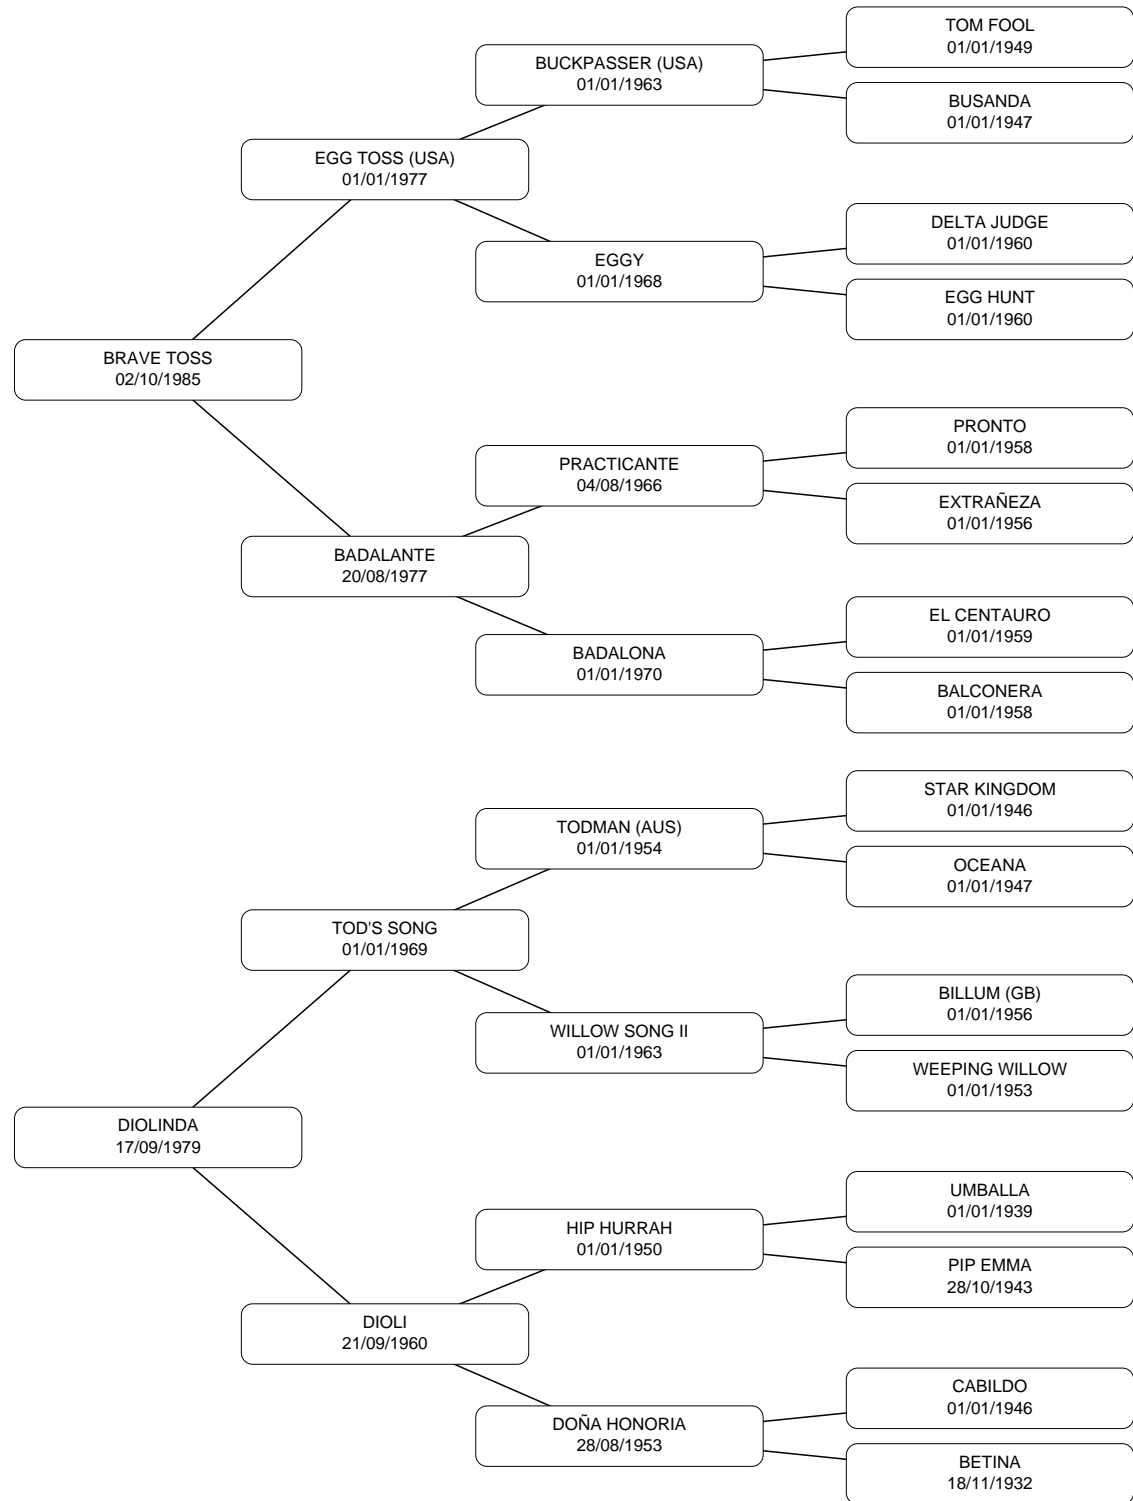 TOM FOOL
01/01/1949
BUCKPASSER (USA)
01/01/1963
BUSANDA
01/01/1947
EGG TOSS (USA)
01/01/1977
DELTA JUDGE
01/01/1960
EGGY
01/01/1968
EGG HUNT
01/01/1960
BRAVE TOSS
02/10/1985
PRONTO
01/01/1958
PRACTICANTE
04/08/1966
EXTRAÑEZA
01/01/1956
BADALANTE
20/08/1977
EL CENTAURO
01/01/1959
BADALONA
01/01/1970
BALCONERA
01/01/1958
STAR KINGDOM
01/01/1946
TODMAN (AUS)
01/01/1954
OCEANA
01/01/1947
TOD'S SONG
01/01/1969
BILLUM (GB)
01/01/1956
WILLOW SONG II
01/01/1963
WEEPING WILLOW
01/01/1953
DIOLINDA
17/09/1979
UMBALLA
01/01/1939
HIP HURRAH
01/01/1950
PIP EMMA
28/10/1943
DIOLI
21/09/1960
CABILDO
01/01/1946
DOÑA HONORIA
28/08/1953
BETINA
18/11/1932